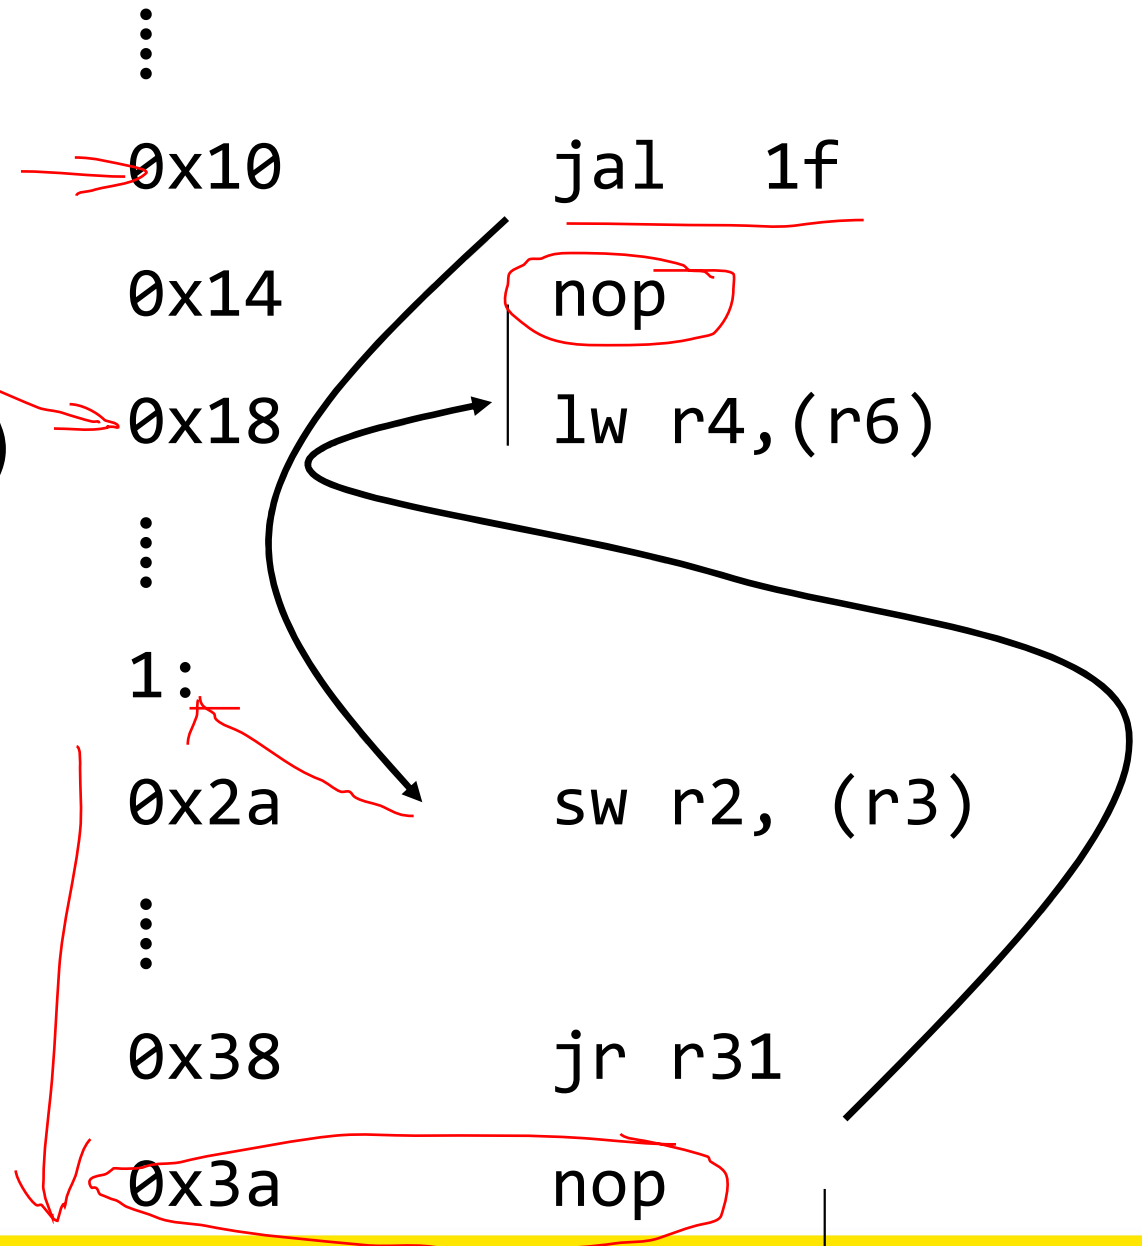 0x10 jal 1f
0x14 nop
0x18 lw r4,(r6)
1:
0x2a sw r2, (r3)
0x38 jr r31
0x3a nop